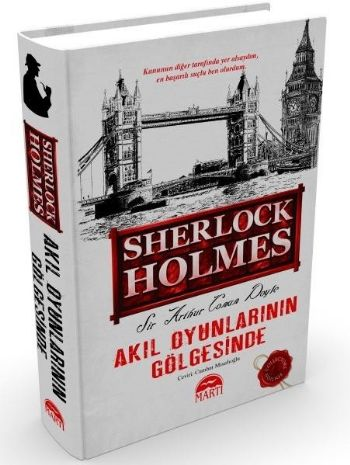 Kanunun diğer tarafında yer alsaydım,
en başarılı suçlu ben olurdum.
SHERLOCK
HOLMES
Sir Arthur Conan Doyle
AKIL OYUNLARININ
GÖLGESİNDE
Çeviri:
MARTI
SHERLOCK
HOLMES
AKIL OYUNLARININ
GÖLGESİNDE
MARTI